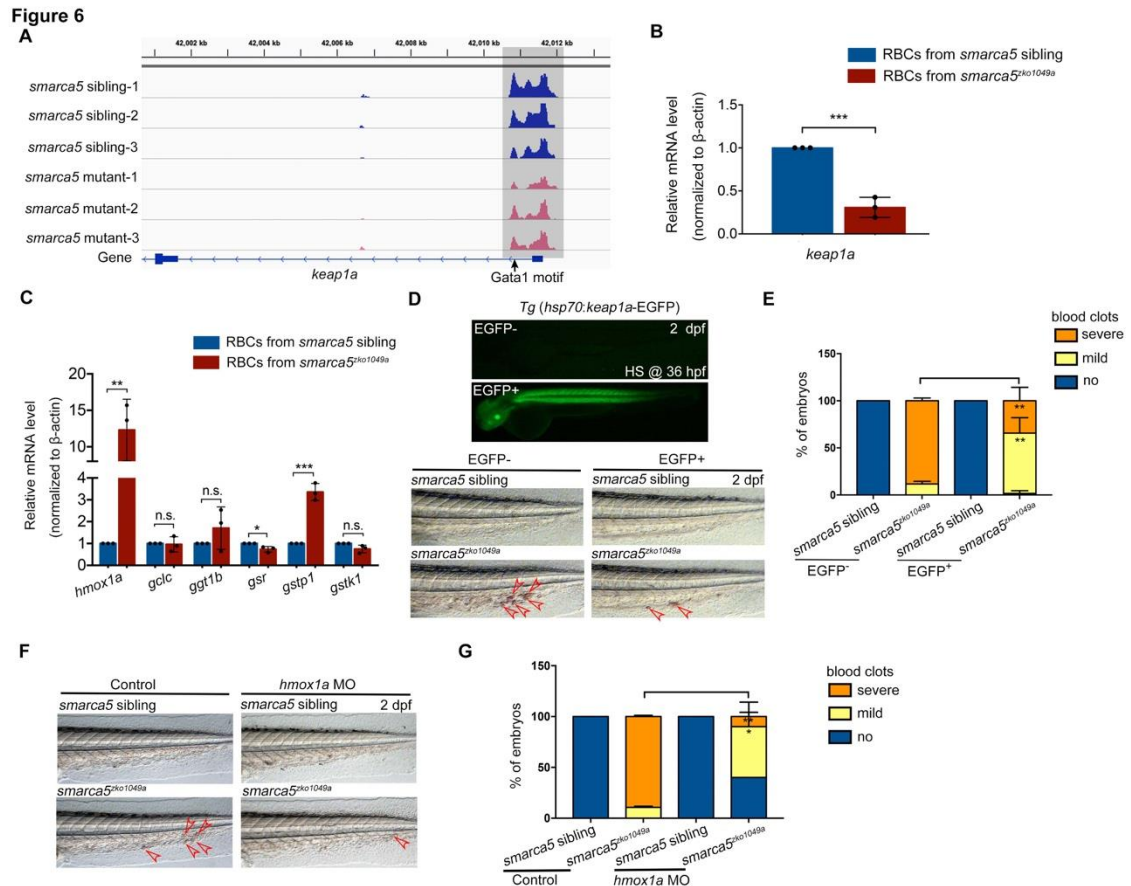 Figure 6
A
42,002 kb 42,004 kb 42,006 kb 42,008 kb 42,010 kb 42,012 kb
smarca5 sibling-1
smarca5 sibling-2
smarca5 sibling-3
smarca5 mutant-1
smarca5 mutant-2
smarca5 mutant-3
Gene
keap1a
Gata1 motif
B
RBCs from smarca5 sibling
RBCs from smarca5zko1049a
Relative mRNA level
(normalized to β-actin)
1.5
1.0
0.5
0.0
***
keap1a
C
RBCs from smarca5 sibling
RBCs from smarca5zko1049a
Relative mRNA level
(normalized to β-actin)
20
15
10
4
3
2
1
0
** n.s. n.s. * *** n.s.
hmox1a gclc ggt1b gsr gstp1 gstk1
D
Tg (hsp70:keap1a-EGFP)
EGFP- 2 dpf
HS @ 36 hpf
EGFP+
EGFP- EGFP+
smarca5 sibling smarca5 sibling 2 dpf
smarca5zko1049a smarca5zko1049a
E
blood clots
severe
mild
no
% of embryos
100
50
0
**
**
smarca5 sibling smarca5zko1049a smarca5 sibling smarca5zko1049a
EGFP- EGFP+
F
Control hmox1a MO
smarca5 sibling smarca5 sibling 2 dpf
smarca5zko1049a smarca5zko1049a
G
blood clots
severe
mild
no
% of embryos
100
50
0
**
*
smarca5 sibling smarca5zko1049a smarca5 sibling smarca5zko1049a
Control hmox1a MO